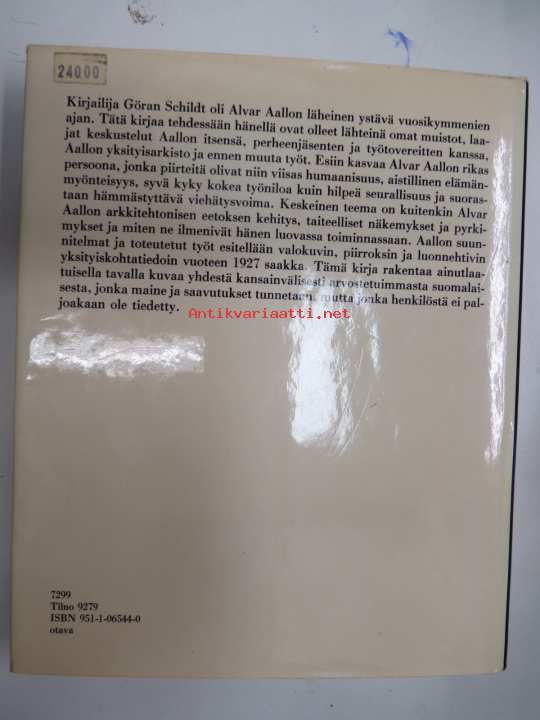 24000
Kirjailija Göran Schildt oli Alvar Aallon läheinen ystävä vuosikymmenien
ajan. Tätä kirjaa tehdessään hänellä ovat olleet lähteinä omat muistot, laa-
jat keskustelut Aallon itsensä, perheenjäsenten ja työtovereitten kanssa,
Aallon yksityisarkisto ja ennen muuta työt. Esiin kasvaa Alvar Aallon rikas
persoona, jonka piirteitä olivat niin viisas humaanisuus, aistillinen elämän-
myönteisyys, syvä kyky kokea työniloa kuin hilpeä seurallisuus ja suoras-
taan hämmästyttävä viehätysvoima. Keskeinen teema on kuitenkin Alvar
Aallon arkkitehtonisen eetoksen kehitys, taiteelliset näkemykset ja pyrki-
mykset ja miten ne ilmenivät hänen luovassa toiminnassaan. Aallon suun-
nitelmat ja toteutetut työt esitellään valokuvin, piirroksin ja luonnehtivin
yksityiskohtatiedoin vuoteen 1927 saakka. Tämä kirja rakentaa ainutlaa-
tuisella tavalla kuvaa yhdestä kansainvälisesti arvostetuimmasta suomalai-
sesta, jonka maine ja saavutukset tunnetaan, mutta jonka henkilöstä ei pal-
joakaan ole tiedetty.
Antikvariaatti.net
7299
Tilno 9279
ISBN 951-1-06544-0
otava